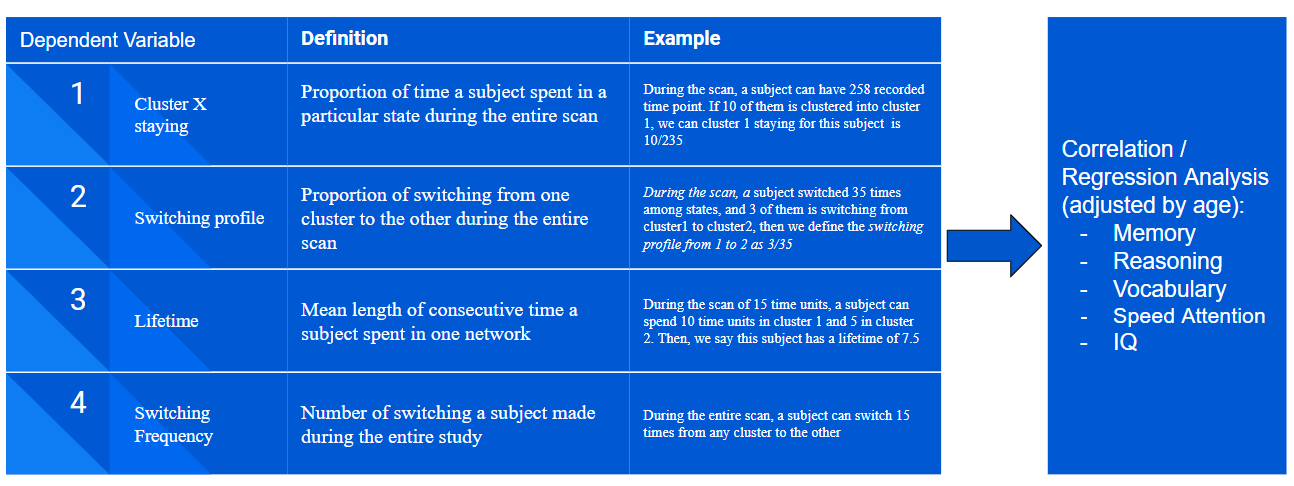 Dependent Variable
Definition
Example
1
Cluster X
staying
Proportion of time a subject spent in a
particular state during the entire scan
During the scan, a subject can have 258 recorded
time point. If 10 of them is clustered into cluster
1, we can cluster 1 staying for this subject is
10/235
2
Switching profile
Proportion of switching from one
cluster to the other during the entire
scan
During the scan, a subject switched 35 times
among states, and 3 of them is switching from
cluster1 to cluster2, then we define the switching
profile from 1 to 2 as 3/35
3
Lifetime
Mean length of consecutive time a
subject spent in one network
During the scan of 15 time units, a subject can
spend 10 time units in cluster 1 and 5 in cluster
2. Then, we say this subject has a lifetime of 7.5
4
Switching
Frequency
Number of switching a subject made
during the entire study
During the entire scan, a subject can switch 15
times from any cluster to the other
Correlation /
Regression Analysis
(adjusted by age):
- Memory
- Reasoning
- Vocabulary
- Speed Attention
- IQ